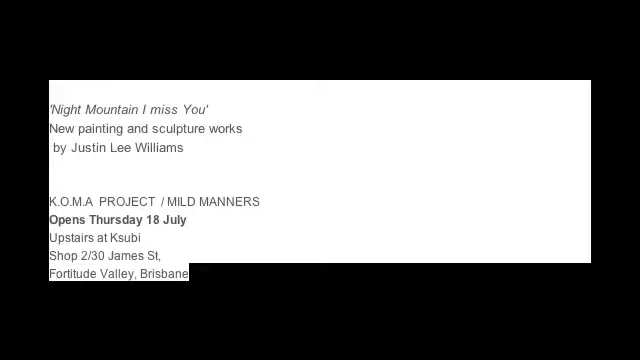 'Night Mountain I miss You'
New painting and sculpture works
by Justin Lee Williams
K.O.M.A PROJECT / MILD MANNERS
Opens Thursday 18 July
Upstairs at Ksubi
Shop 2/30 James St,
Fortitude Valley, Brisbane